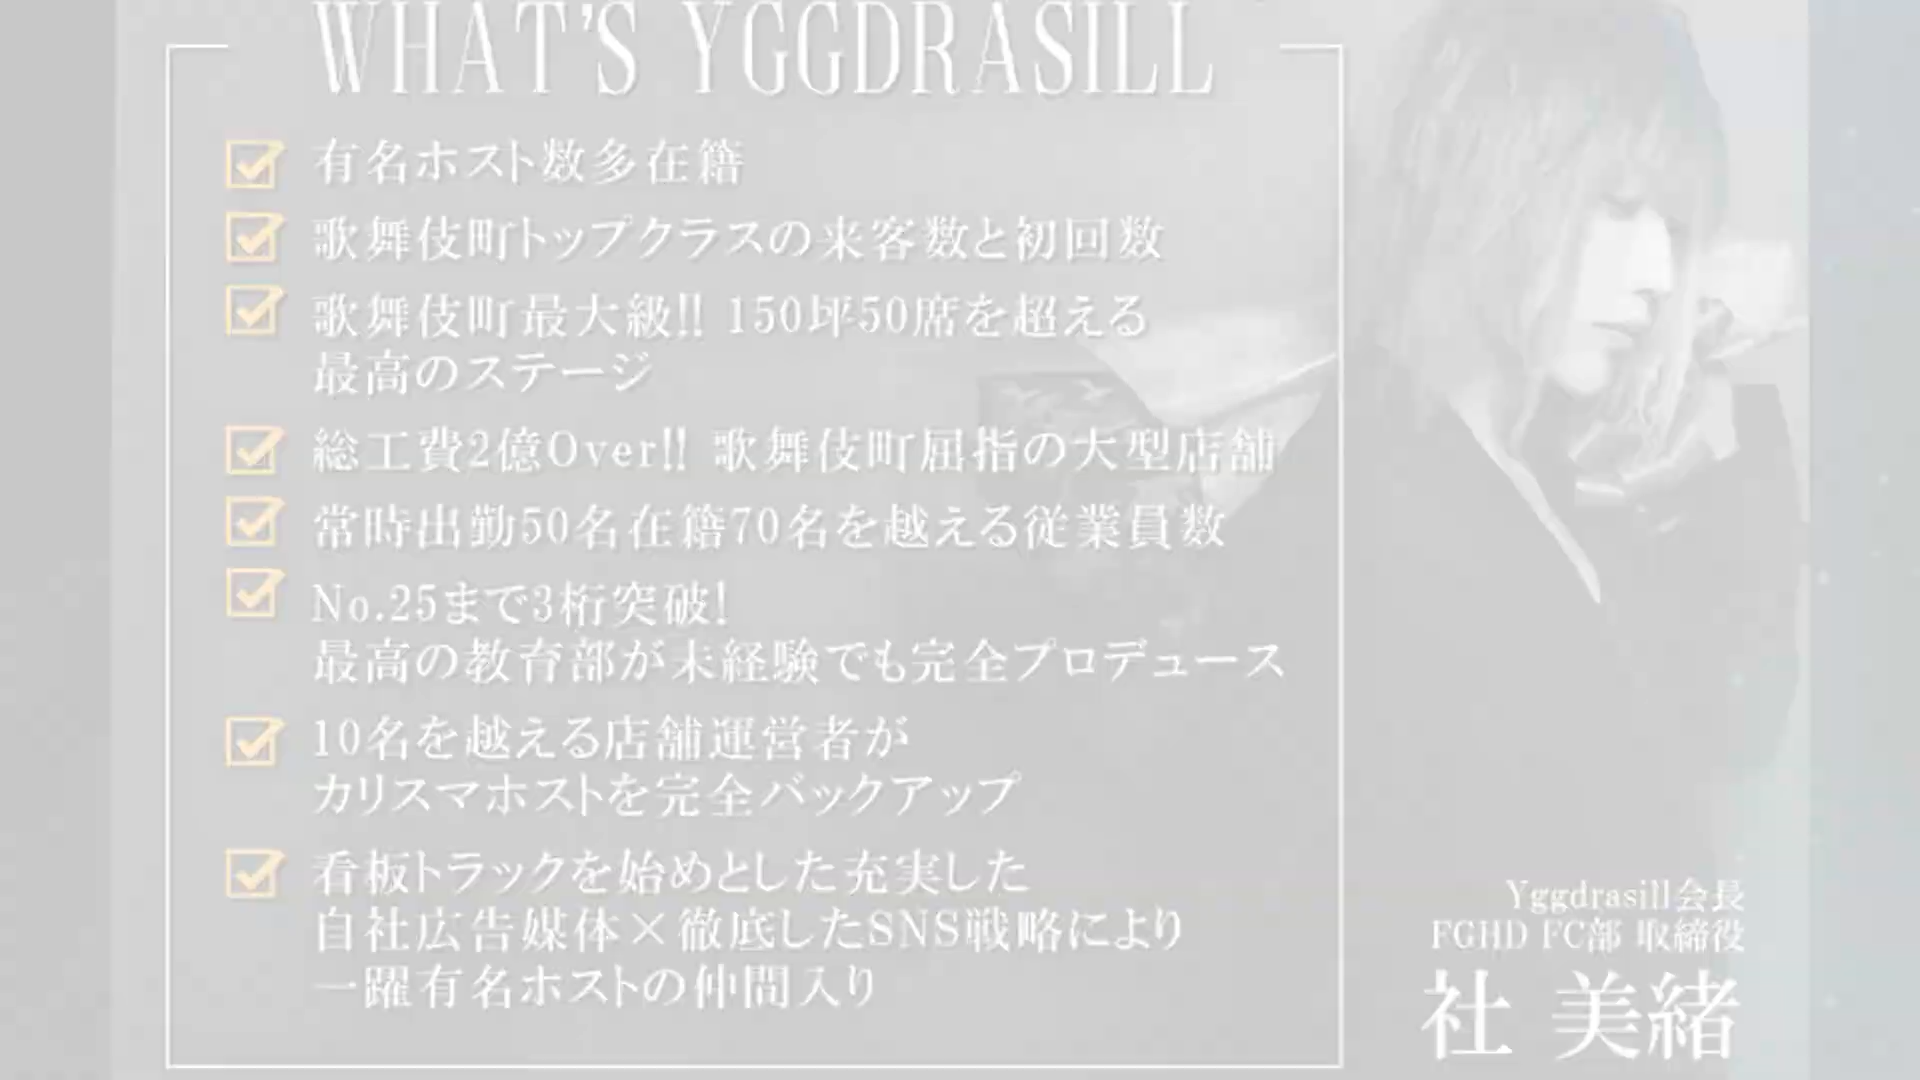 WHAT'S YGGDRASILL
有名ホスト数多在籍
歌舞伎町トップクラスの来客数と初回数
歌舞伎町最大級!! 150坪50席を超える
最高のステージ
総工費2億Over!! 歌舞伎町屈指の大型店舗
常時出勤50名在籍70名を越える従業員数
No.25まで3桁突破!
最高の教育部が未経験でも完全プロデュース
10名を越える店舗運営者が
カリスマホストを完全バックアップ
看板トラックを始めとした充実した
自社広告媒体×徹底したSNS戦略により
一躍有名ホストの仲間入り
Yggdrasill会長
FGHD FC部 取締役
社 美緒